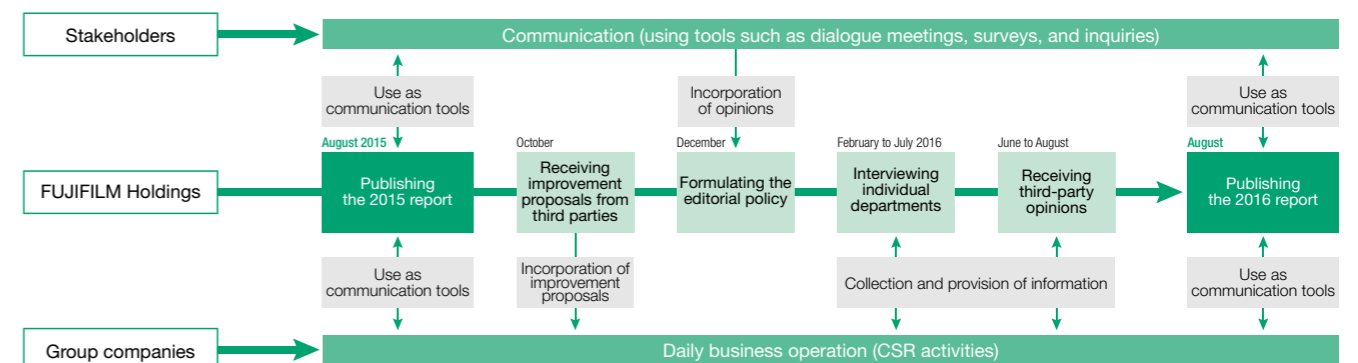 Stakeholders
Communication (using tools such as dialogue meetings, surveys, and inquiries)
Use as
communication tools
Incorporation
of opinions
Use as
communication tools
FUJIFILM Holdings
August 2015
Publishing
the 2015 report
October
Receiving
improvement
proposals from
third parties
December
Formulating the
editorial policy
February to July 2016
Interviewing
individual
departments
June to August
Receiving
third-party
opinions
August
Publishing
the 2016 report
Use as
communication tools
Incorporation of
improvement
proposals
Collection and provision of information
Use as
communication tools
Group companies
Daily business operation (CSR activities)